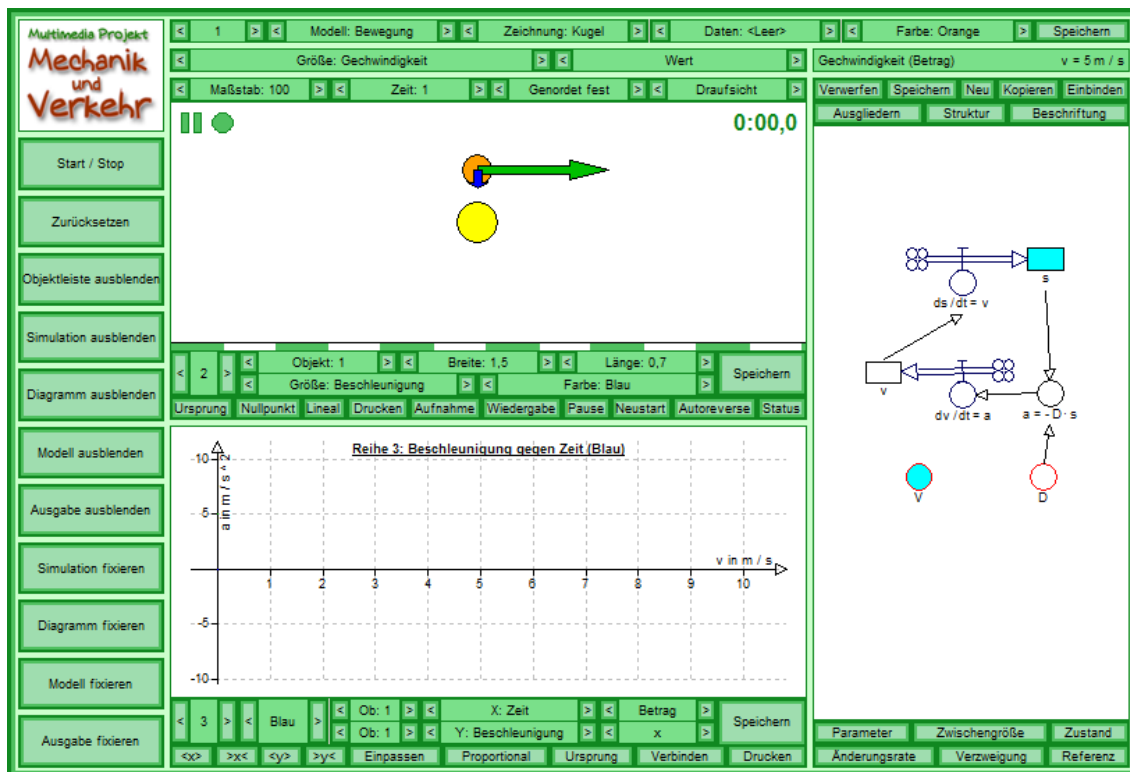 Multimedia Projekt
Mechanik
und
Verkehr
Start / Stop
Zurücksetzen
Objektleiste ausblenden
Simulation ausblenden
Diagramm ausblenden
Modell ausblenden
Ausgabe ausblenden
Simulation fixieren
Diagramm fixieren
Modell fixieren
Ausgabe fixieren
< 1 > < Modell: Bewegung > < Zeichnung: Kugel > < Daten: <Leer> > < Farbe: Orange > Speichern
< Größe: Gechwindigkeit > < Wert >
< Maßstab: 100 > < Zeit: 1 > < Genordet fest > < Draufsicht >
0:00,0
< 2 > < Objekt: 1 > < Breite: 1,5 > < Länge: 0,7 > Speichern
< Größe: Beschleunigung > < Farbe: Blau >
Ursprung Nullpunkt Lineal Drucken Aufnahme Wiedergabe Pause Neustart Autoreverse Status
Reihe 3: Beschleunigung gegen Zeit (Blau)
a in m / s^2
10
5
-5
-10
v in m / s
1 2 3 4 5 6 7 8 9 10
< 3 > < Blau > < Ob: 1 > < X: Zeit > < Betrag > Speichern
< Ob: 1 > < Y: Beschleunigung > < x >
<x> >x< <y> >y< Einpassen Proportional Ursprung Verbinden Drucken
Gechwindigkeit (Betrag) v = 5 m / s
Verwerfen Speichern Neu Kopieren Einbinden
Ausgliedern Struktur Beschriftung
s
ds/dt = v
v
dv/dt = a
a = - D · s
V
D
Parameter Zwischengröße Zustand
Änderungsrate Verzweigung Referenz